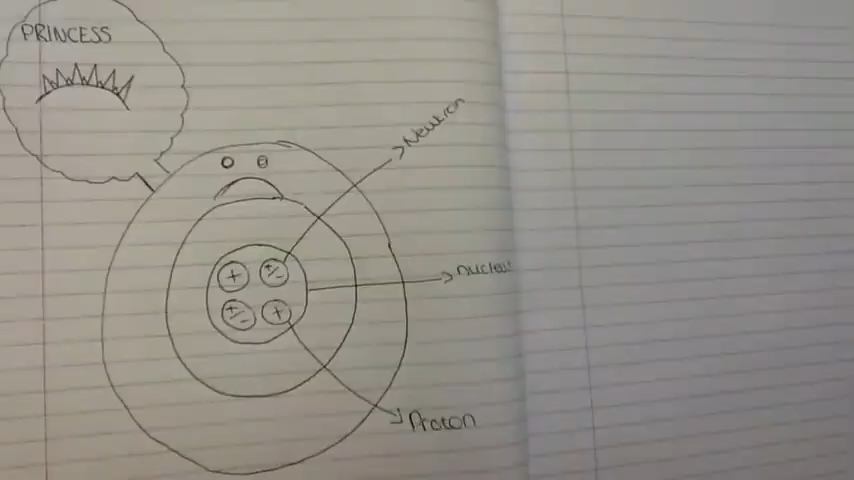 PRINCESS
Neutron
nucleus
+
+/-
+/-
+
Proton